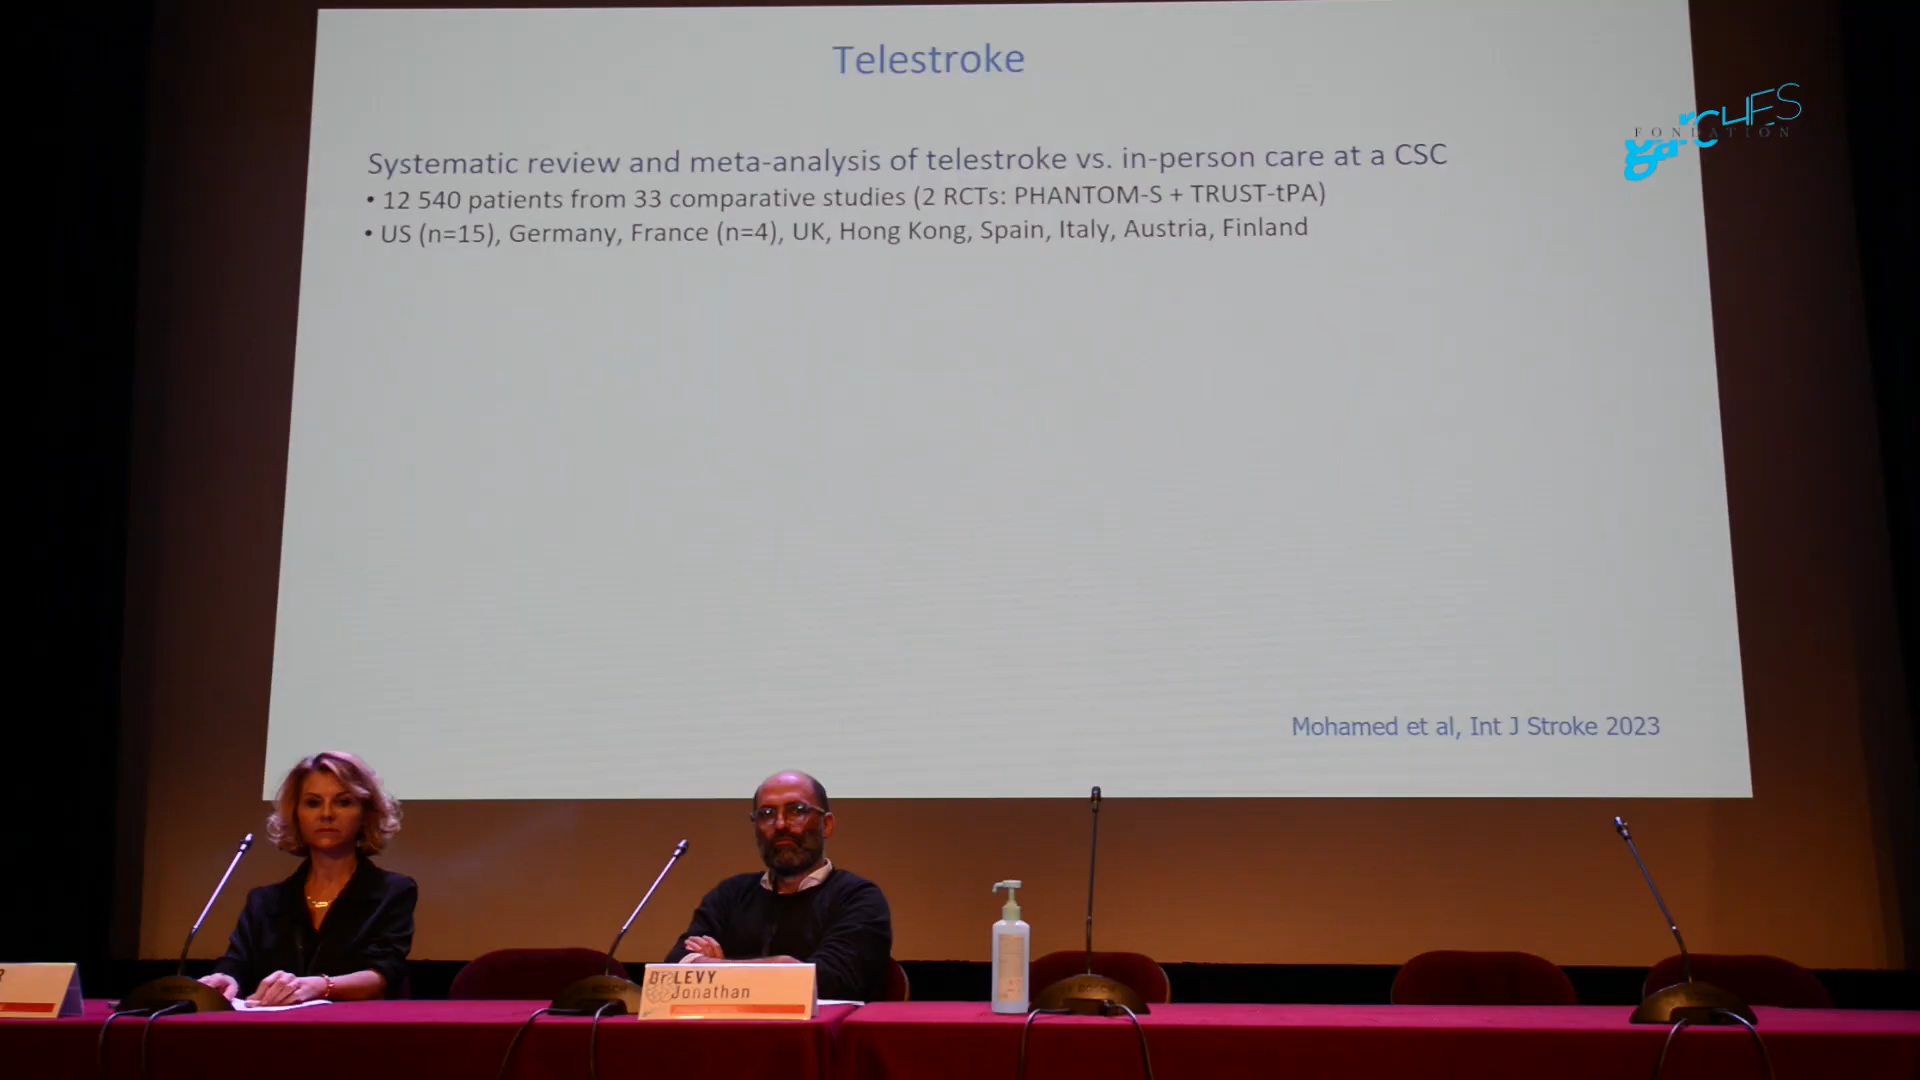 Telestroke
Systematic review and meta-analysis of telestroke vs. in-person care at a CSC
• 12 540 patients from 33 comparative studies (2 RCTs: PHANTOM-S + TRUST-tPA)
• US (n=15), Germany, France (n=4), UK, Hong Kong, Spain, Italy, Austria, Finland
Mohamed et al, Int J Stroke 2023
garCHES
FONDATION
R
Dr LEVY
Jonathan
BOSCH